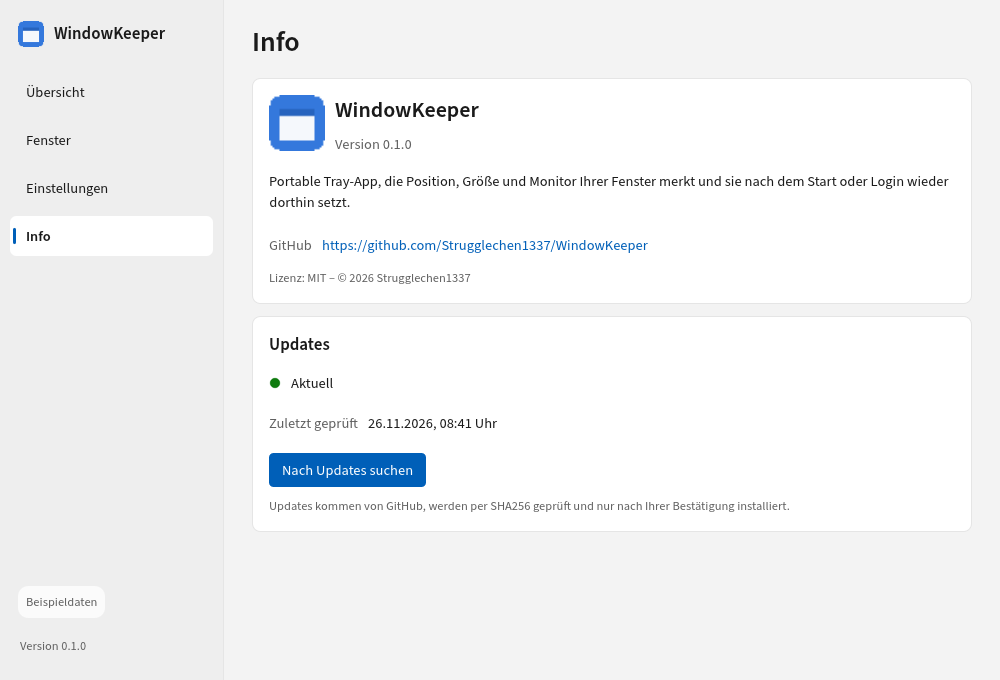 WindowKeeper
Übersicht
Fenster
Einstellungen
Info
Beispieldaten
Version 0.1.0
Info
WindowKeeper
Version 0.1.0
Portable Tray-App, die Position, Größe und Monitor Ihrer Fenster merkt und sie nach dem Start oder Login wieder
dorthin setzt.
GitHub https://github.com/Strugglechen1337/WindowKeeper
Lizenz: MIT – © 2026 Strugglechen1337
Updates
Aktuell
Zuletzt geprüft 26.11.2026, 08:41 Uhr
Nach Updates suchen
Updates kommen von GitHub, werden per SHA256 geprüft und nur nach Ihrer Bestätigung installiert.